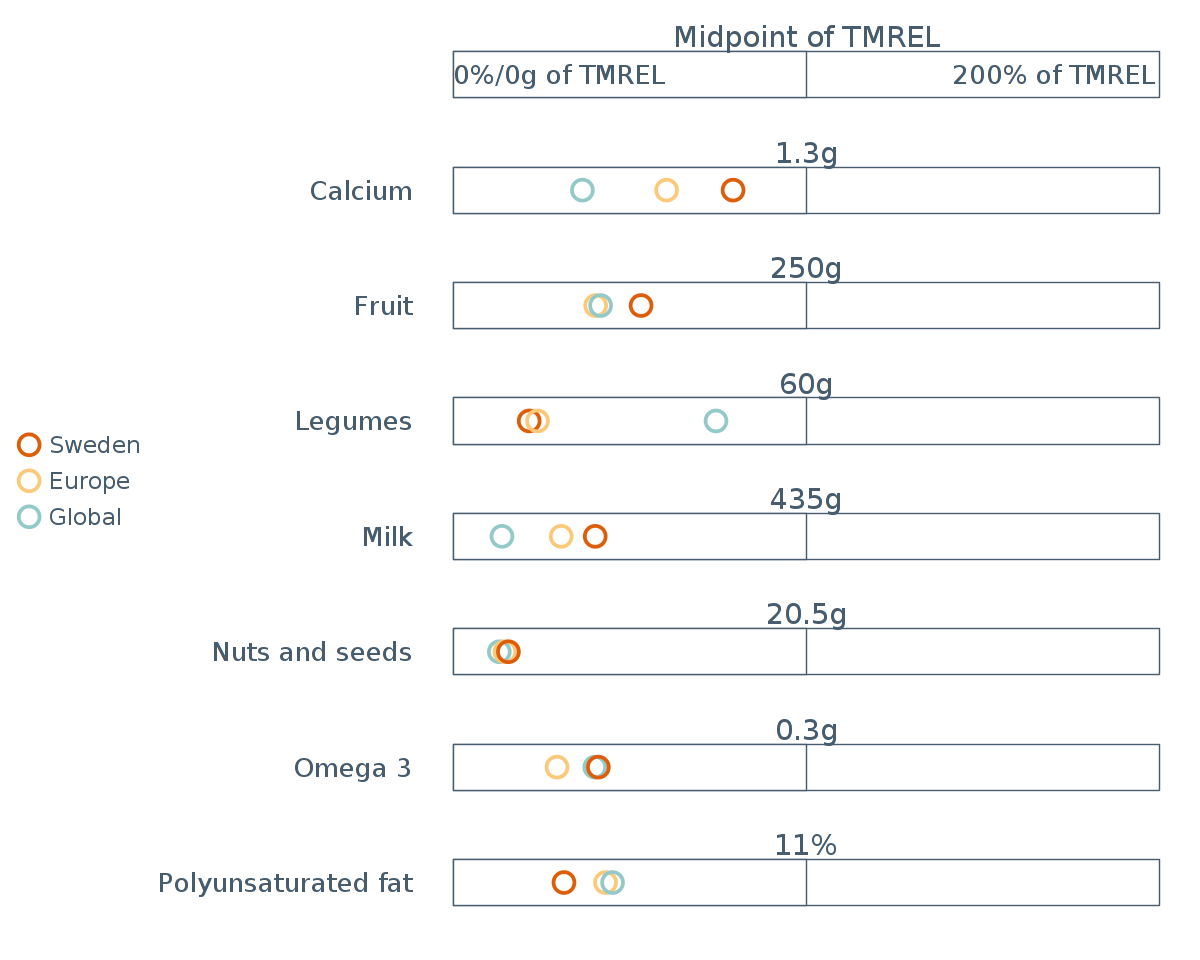 Midpoint of TMREL
0%/0g of TMREL 200% of TMREL
1.3g
Calcium
250g
Fruit
60g
Legumes
Sweden
Europe
Global
435g
Milk
20.5g
Nuts and seeds
0.3g
Omega 3
11%
Polyunsaturated fat